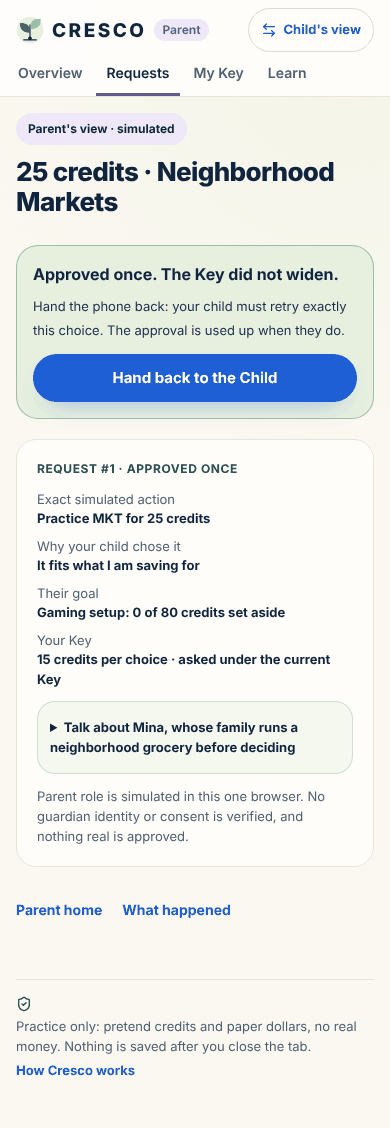 CRESCO Parent Child's view
Overview Requests My Key Learn
Parent's view · simulated
25 credits · Neighborhood
Markets
Approved once. The Key did not widen.
Hand the phone back: your child must retry exactly
this choice. The approval is used up when they do.
Hand back to the Child
REQUEST #1 · APPROVED ONCE
Exact simulated action
Practice MKT for 25 credits
Why your child chose it
It fits what I am saving for
Their goal
Gaming setup: 0 of 80 credits set aside
Your Key
15 credits per choice · asked under the current
Key
Talk about Mina, whose family runs a
neighborhood grocery before deciding
Parent role is simulated in this one browser. No
guardian identity or consent is verified, and
nothing real is approved.
Parent home What happened
Practice only: pretend credits and paper dollars, no real
money. Nothing is saved after you close the tab.
How Cresco works